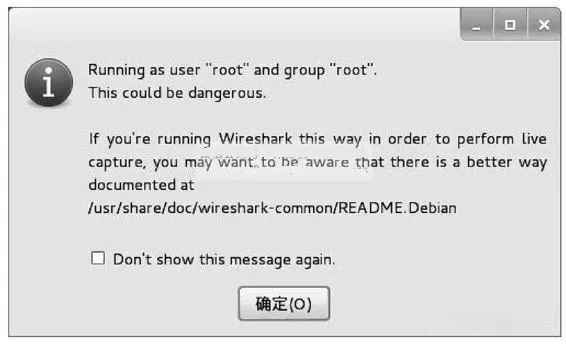 Running as user "root" and group "root".
This could be dangerous.
If you're running Wireshark this way in order to perform live
capture, you may want to be aware that there is a better way
documented at
/usr/share/doc/wireshark-common/README.Debian
Don't show this message again.
确定(O)